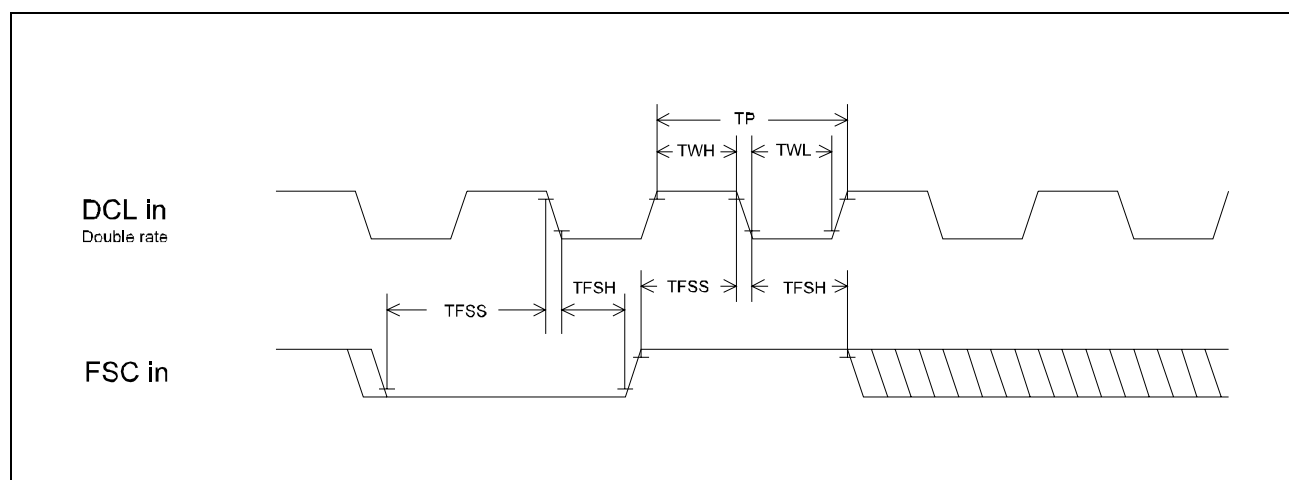 TP
TWH
TWL
DCL in
Double rate
TFSS
TFSH
TFSS
TFSH
FSC in